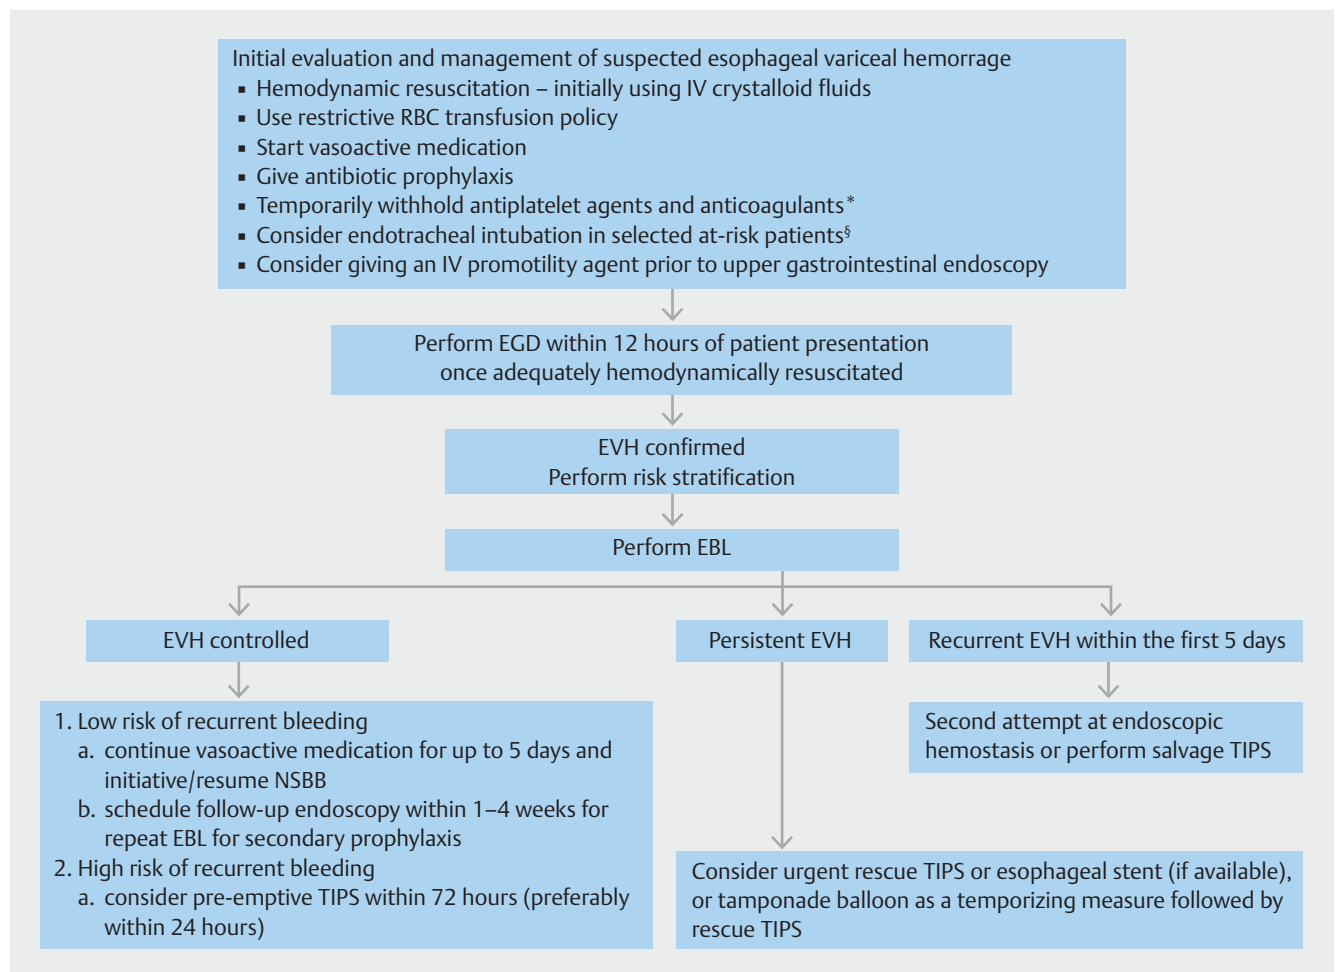 Initial evaluation and management of suspected esophageal variceal hemorrage
▪ Hemodynamic resuscitation – initially using IV crystalloid fluids
▪ Use restrictive RBC transfusion policy
▪ Start vasoactive medication
▪ Give antibiotic prophylaxis
▪ Temporarily withhold antiplatelet agents and anticoagulants*
▪ Consider endotracheal intubation in selected at-risk patients§
▪ Consider giving an IV promotility agent prior to upper gastrointestinal endoscopy
Perform EGD within 12 hours of patient presentation
once adequately hemodynamically resuscitated
EVH confirmed
Perform risk stratification
Perform EBL
EVH controlled
Persistent EVH
Recurrent EVH within the first 5 days
1. Low risk of recurrent bleeding
a. continue vasoactive medication for up to 5 days and
initiative/resume NSBB
b. schedule follow-up endoscopy within 1–4 weeks for
repeat EBL for secondary prophylaxis
2. High risk of recurrent bleeding
a. consider pre-emptive TIPS within 72 hours (preferably
within 24 hours)
Second attempt at endoscopic
hemostasis or perform salvage TIPS
Consider urgent rescue TIPS or esophageal stent (if available),
or tamponade balloon as a temporizing measure followed by
rescue TIPS